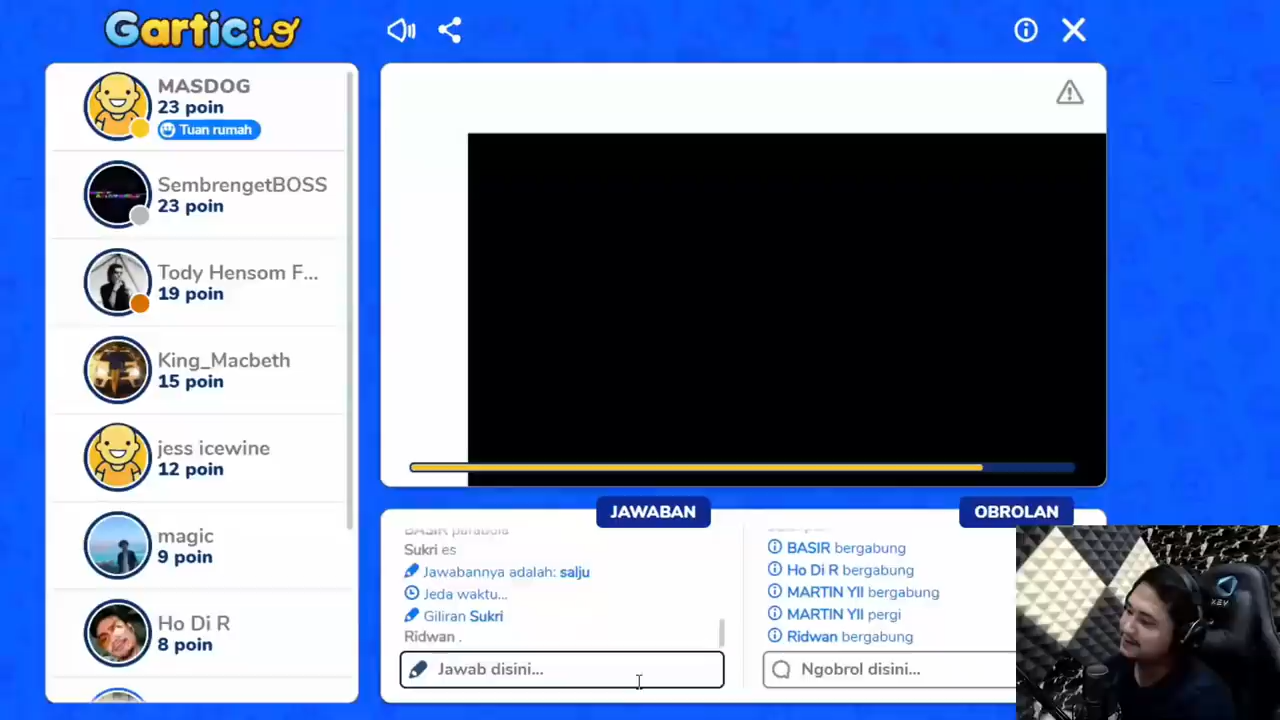 Gartic.io
MASDOG
23 poin
Tuan rumah
SembrengetBOSS
23 poin
Tody Hensom F...
19 poin
King_Macbeth
15 poin
jess icewine
12 poin
magic
9 poin
Ho Di R
8 poin
JAWABAN
BASIR parabola
Sukri es
Jawabannya adalah: salju
Jeda waktu...
Giliran Sukri
Ridwan .
Jawab disini...
OBROLAN
BASIR bergabung
Ho Di R bergabung
MARTIN YII bergabung
MARTIN YII pergi
Ridwan bergabung
Ngobrol disini...